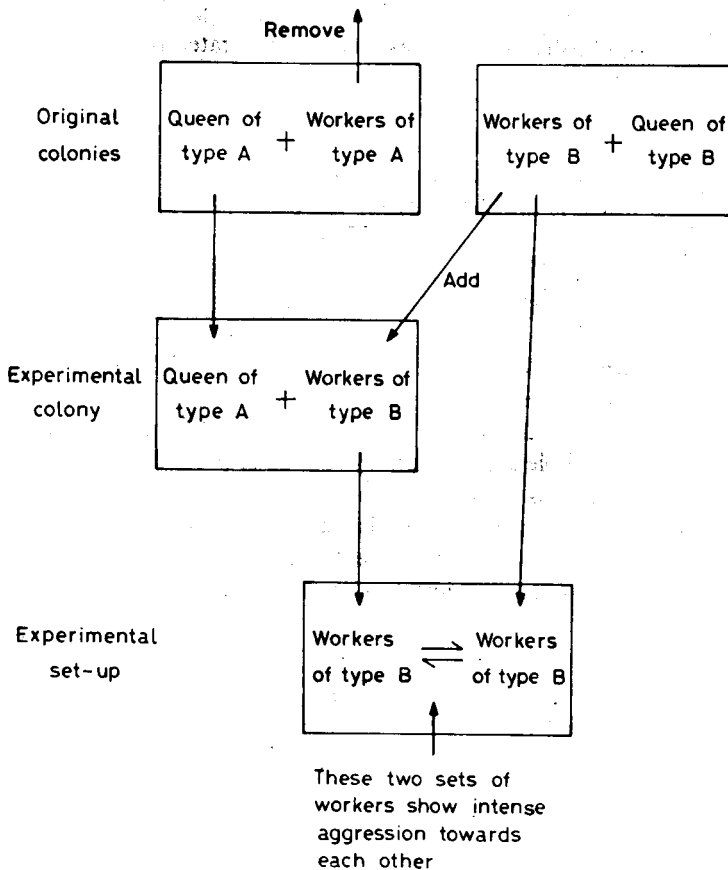 Remove
Original
colonies
Queen of
type A
+
Workers of
type A
Workers of
type B
+
Queen of
type B
Add
Experimental
colony
Queen of
type A
+
Workers of
type B
Experimental
set-up
Workers
of type B
Workers
of type B
These two sets of
workers show intense
aggression towards
each other